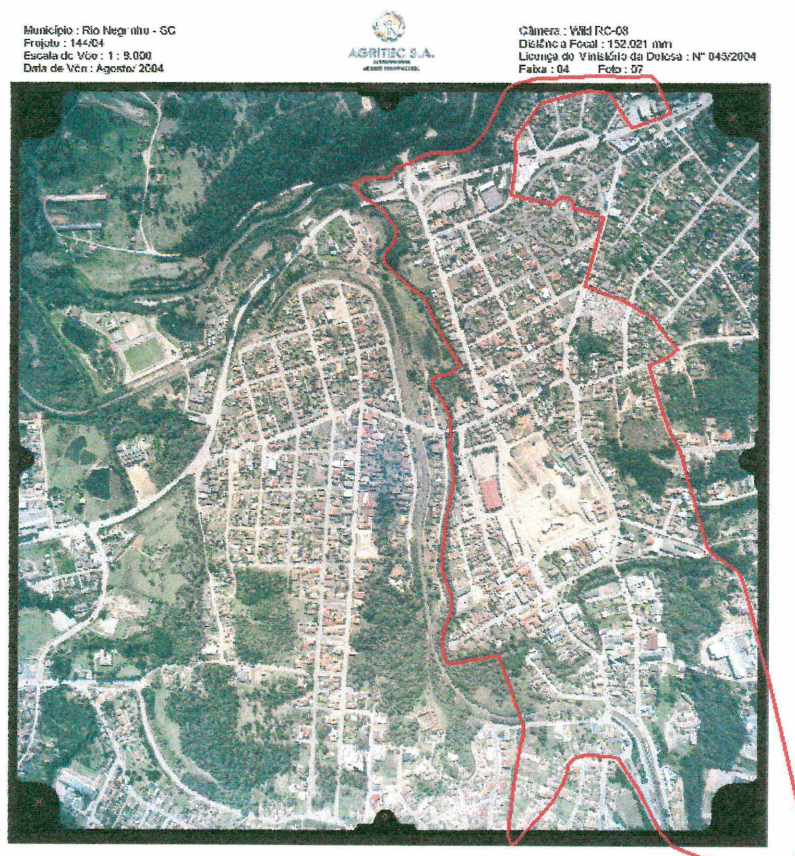 Município : Rio Negrinho - SC
Projeto : 144/04
Escala de Vôo : 1 : 8.000
Data de Vôo : Agosto/ 2004
AGRITEC S.A.
Câmera : Wild RC-08
Distância Focal : 152,021 mm
Licença do Ministério da Defesa : N° 045/2004
Faixa : 04 Foto : 07